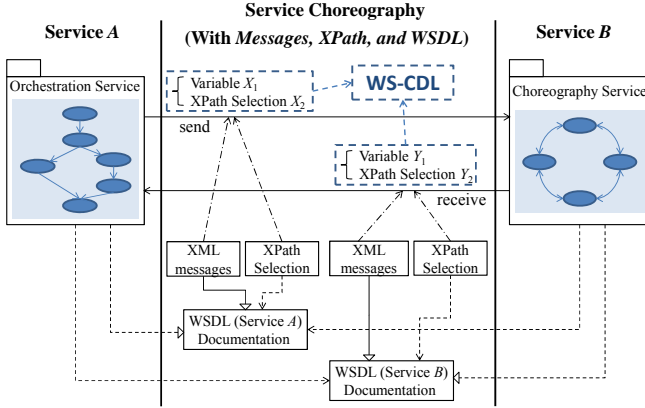 Service Choreography
Service A
(With Messages, XPath, and WSDL)
Service B
Orchestration Service
Variable X1
XPath Selection X2
WS-CDL
Choreography Service
send
Variable Y1
XPath Selection Y2
receive
XML
messages
XPath
Selection
XML
messages
XPath
Selection
WSDL (Service A)
Documentation
WSDL (Service B)
Documentation